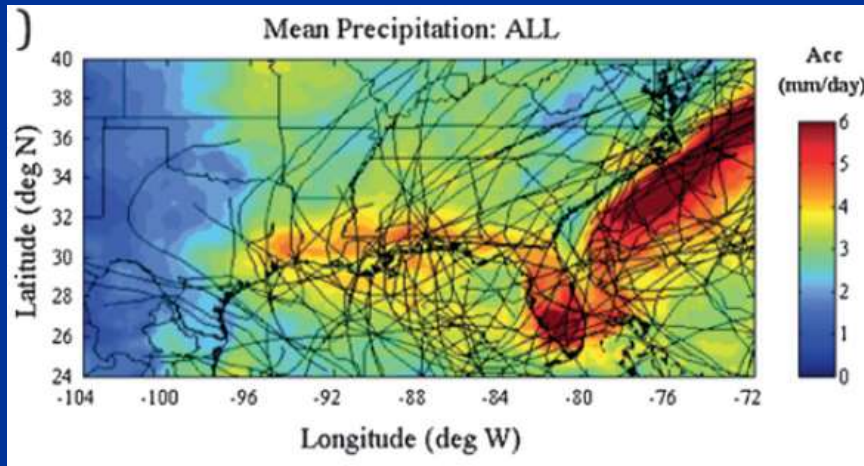 )
Mean Precipitation: ALL
Acc
(mm/day)
40
38
36
34
32
30
28
26
24
Latitude (deg N)
6
5
4
3
2
1
0
-104 -100 -96 -92 -88 -84 -80 -76 -72
Longitude (deg W)